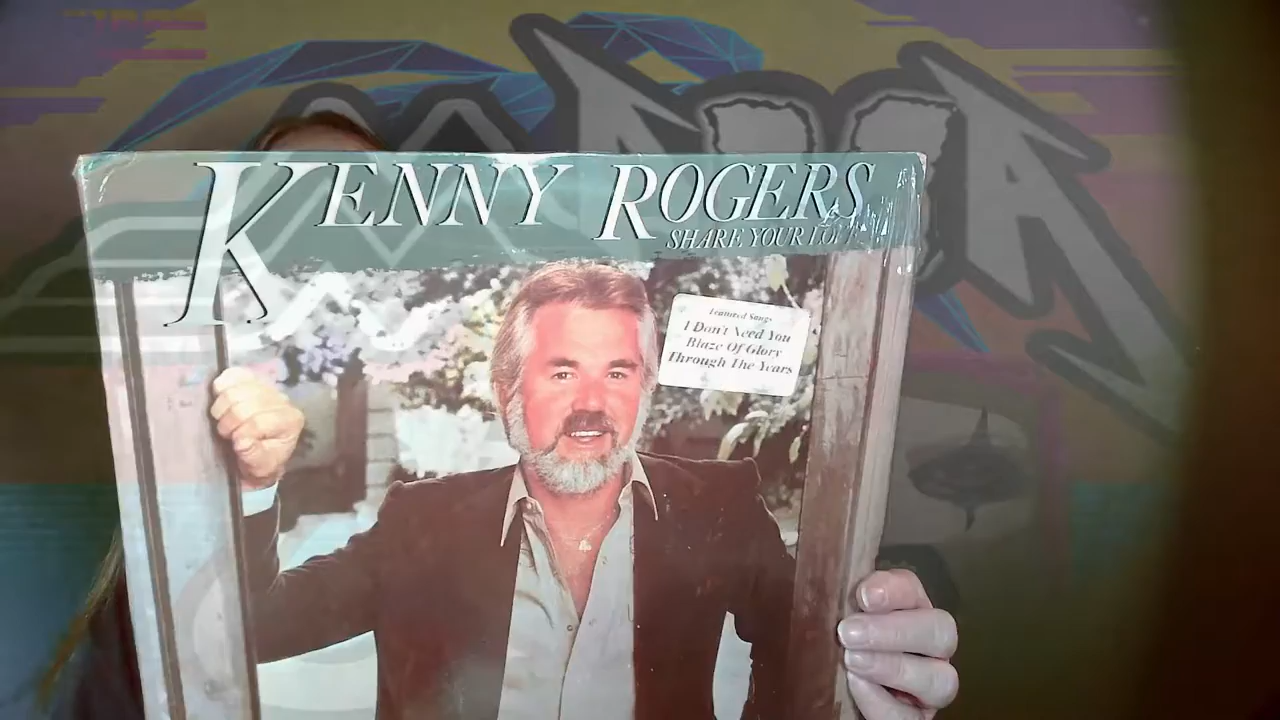 KENNY ROGERS
SHARE YOUR LOVE
Featured Songs
I Don't Need You
Blaze Of Glory
Through The Years